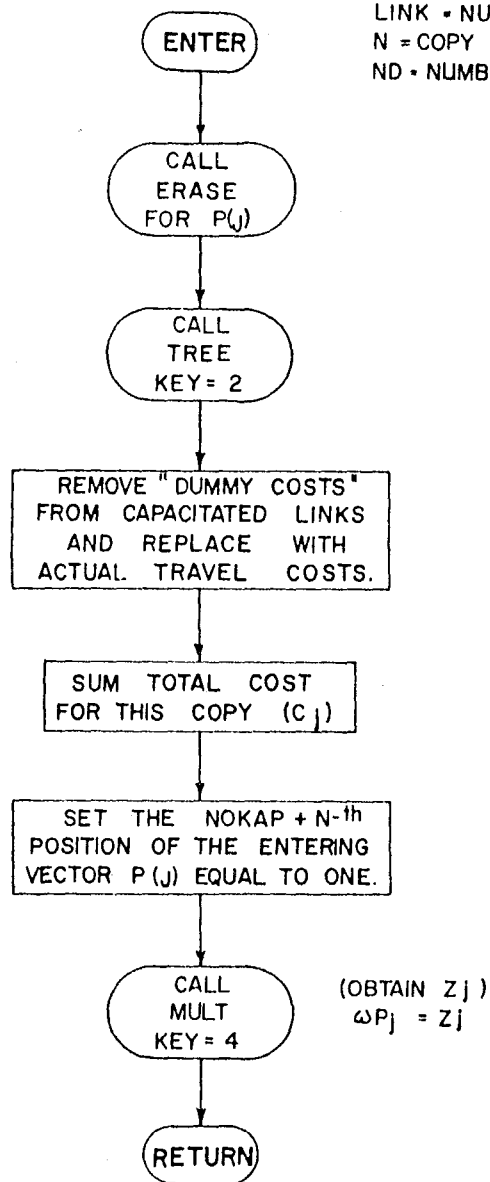 LINK = NU
N = COPY
ND = NUMB
ENTER
CALL
ERASE
FOR P(J)
CALL
TREE
KEY = 2
REMOVE "DUMMY COSTS"
FROM CAPACITATED LINKS
AND REPLACE WITH
ACTUAL TRAVEL COSTS.
SUM TOTAL COST
FOR THIS COPY (Cj)
SET THE NOKAP + N-th
POSITION OF THE ENTERING
VECTOR P(J) EQUAL TO ONE.
CALL
MULT
KEY = 4
(OBTAIN Zj)
ωPj = Zj
RETURN